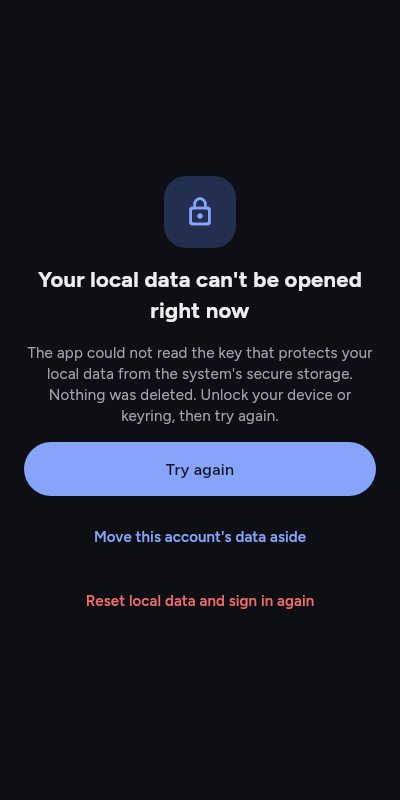 Your local data can't be opened
right now
The app could not read the key that protects your
local data from the system's secure storage.
Nothing was deleted. Unlock your device or
keyring, then try again.
Try again
Move this account's data aside
Reset local data and sign in again